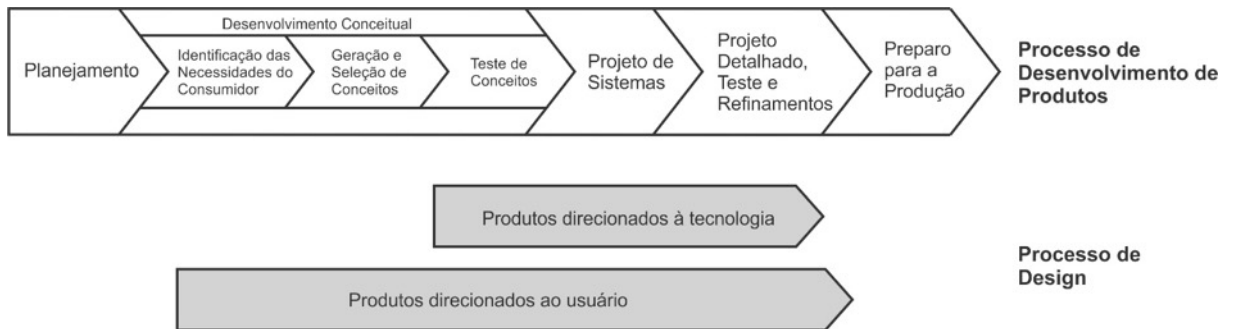 Desenvolvimento Conceitual
Planejamento
Identificação das
Necessidades do
Consumidor
Geração e
Seleção de
Conceitos
Teste de
Conceitos
Projeto de
Sistemas
Projeto
Detalhado,
Teste e
Refinamentos
Preparo
para a
Produção
Processo de
Desenvolvimento de
Produtos
Produtos direcionados à tecnologia
Produtos direcionados ao usuário
Processo de
Design